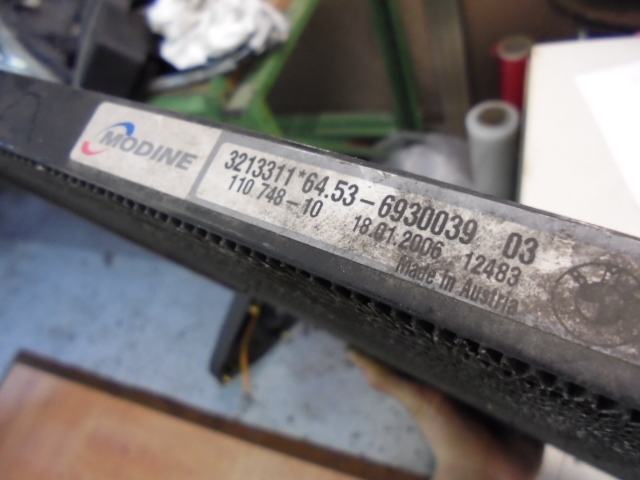 MODINE
3213311*64.53-6930039 03
110 748-10 18.01.2006 12483
Made in Austria